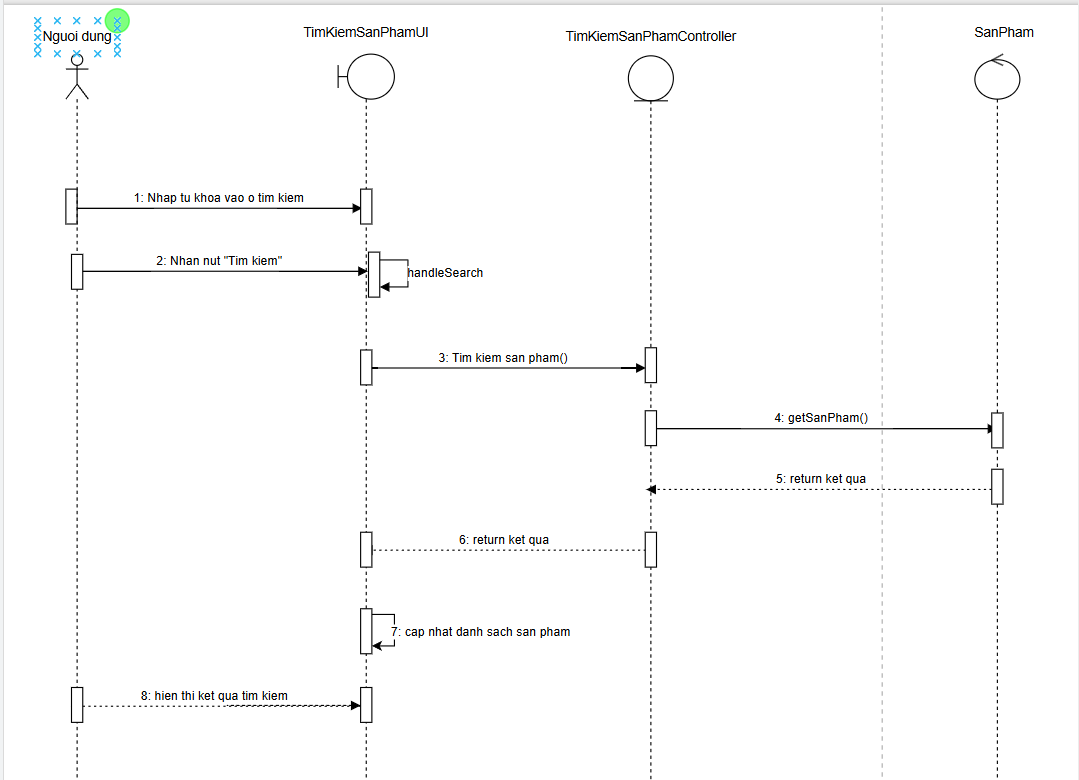 Nguoi dung
TimKiemSanPhamUI
TimKiemSanPhamController
SanPham
1: Nhap tu khoa vao o tim kiem
2: Nhan nut "Tim kiem"
handleSearch
3: Tim kiem san pham()
4: getSanPham()
5: return ket qua
6: return ket qua
7: cap nhat danh sach san pham
8: hien thi ket qua tim kiem